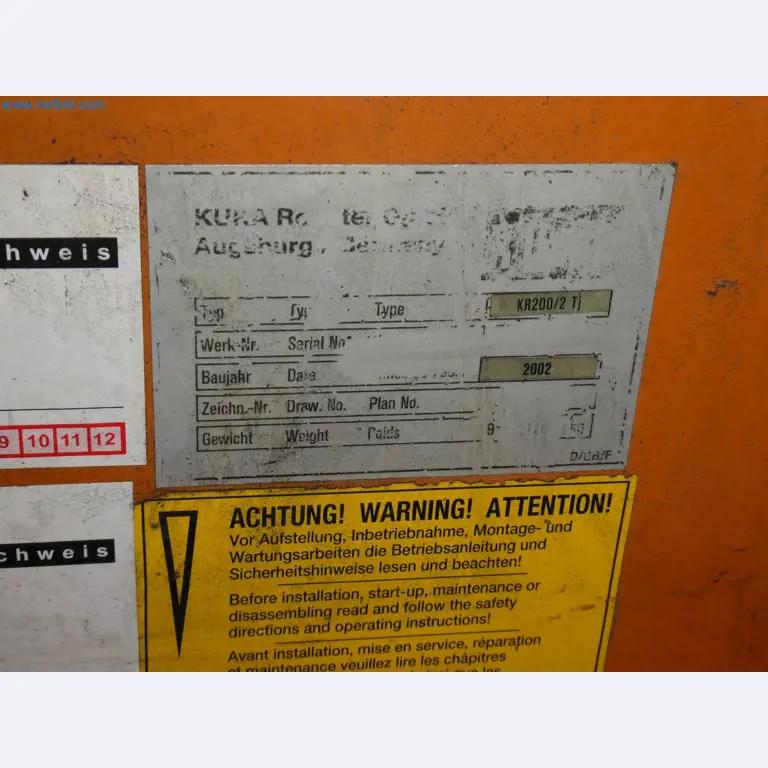 www.netbid.com
hweis
KUKA
Augsburg, Germany
Typ Typ Type KR200/2 Tj
Werk-Nr. Serial No
Baujahr Date 2002
Zeichn.-Nr. Draw. No. Plan No.
Gewicht Weight Poids kg
D/GB/F
9 10 11 12
chweis
ACHTUNG! WARNING! ATTENTION!
Vor Aufstellung, Inbetriebnahme, Montage- und
Wartungsarbeiten die Betriebsanleitung und
Sicherheitshinweise lesen und beachten!
Before installation, start-up, maintenance or
disassembling read and follow the safety
directions and operating instructions!
Avant installation, mise en service, réparation
et maintenance veuillez lire les châpitres